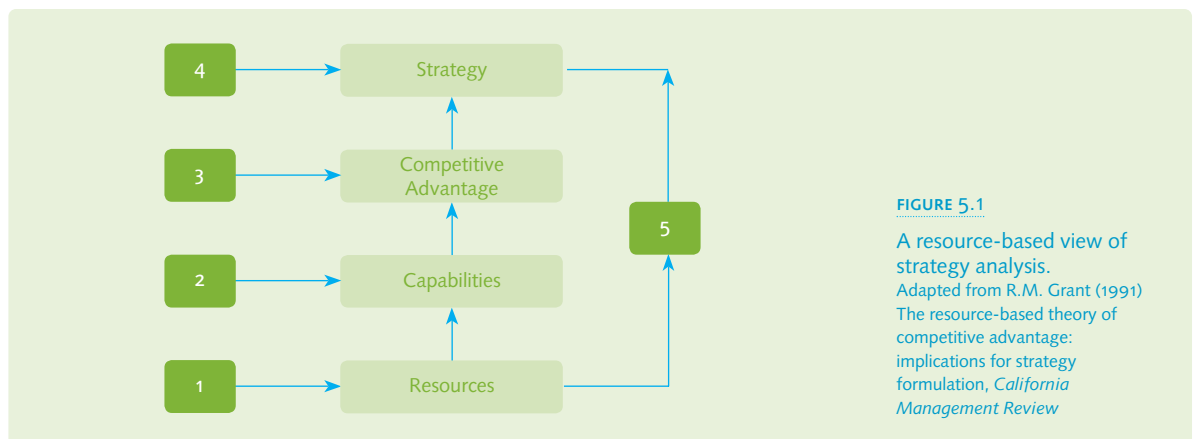 4
Strategy
3
Competitive
Advantage
5
2
Capabilities
1
Resources
FIGURE 5.1
A resource-based view of
strategy analysis.
Adapted from R.M. Grant (1991)
The resource-based theory of
competitive advantage:
implications for strategy
formulation, California
Management Review